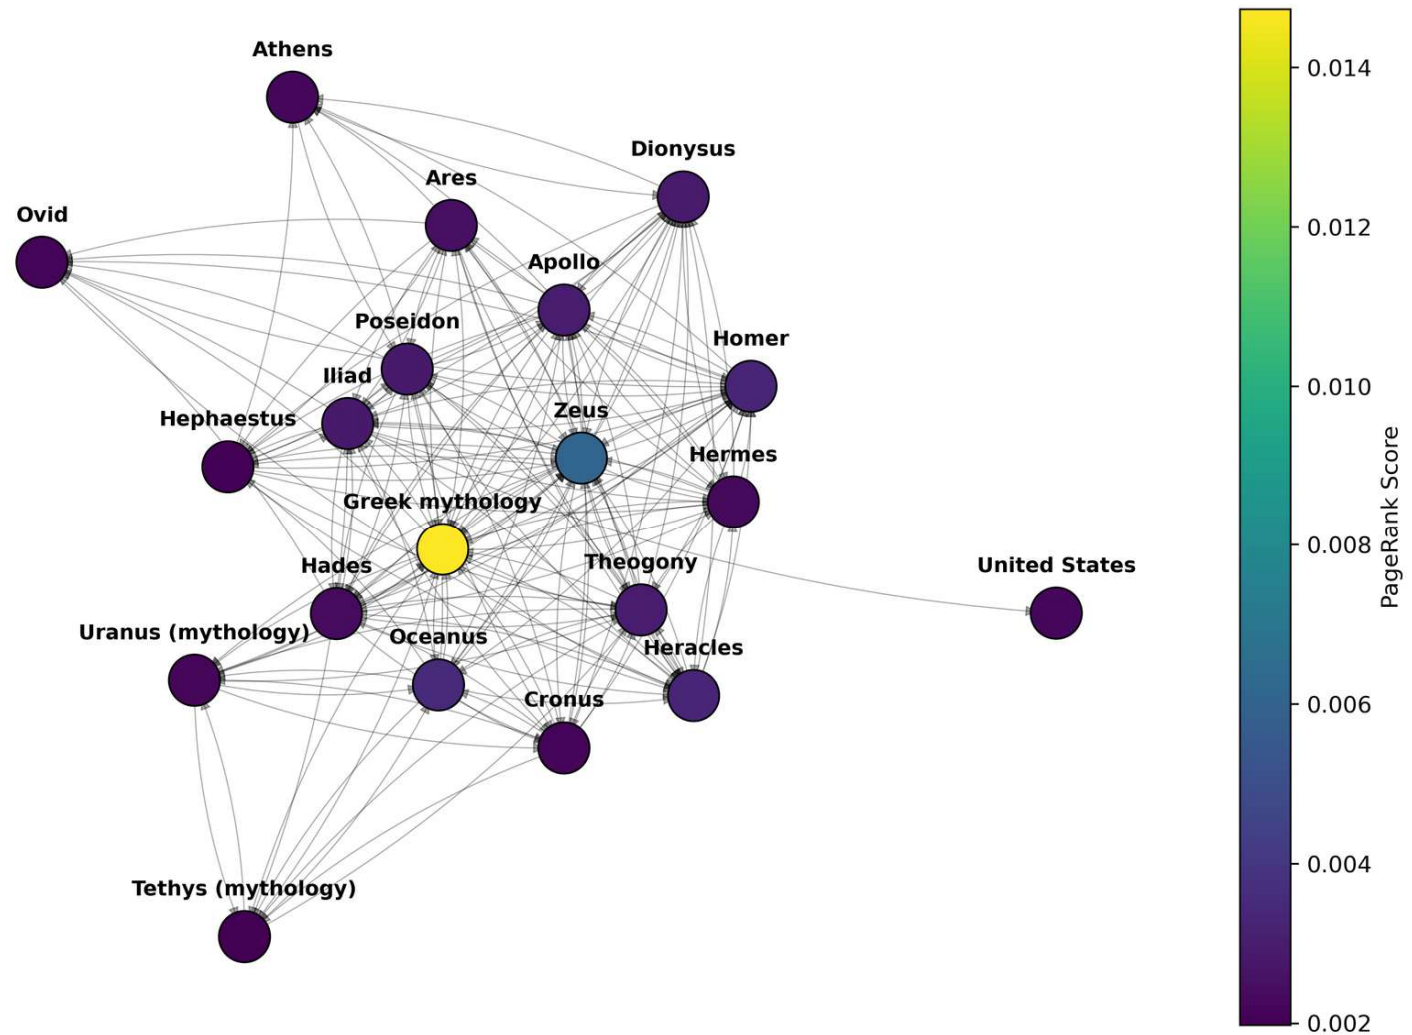 Athens
Dionysus
Ares
Ovid
Apollo
Poseidon
Homer
Iliad
Zeus
Hephaestus
Hermes
Greek mythology
Hades
Theogony
United States
Uranus (mythology)
Oceanus
Heracles
Cronus
Tethys (mythology)
0.014
0.012
0.010
0.008
0.006
0.004
0.002
PageRank Score